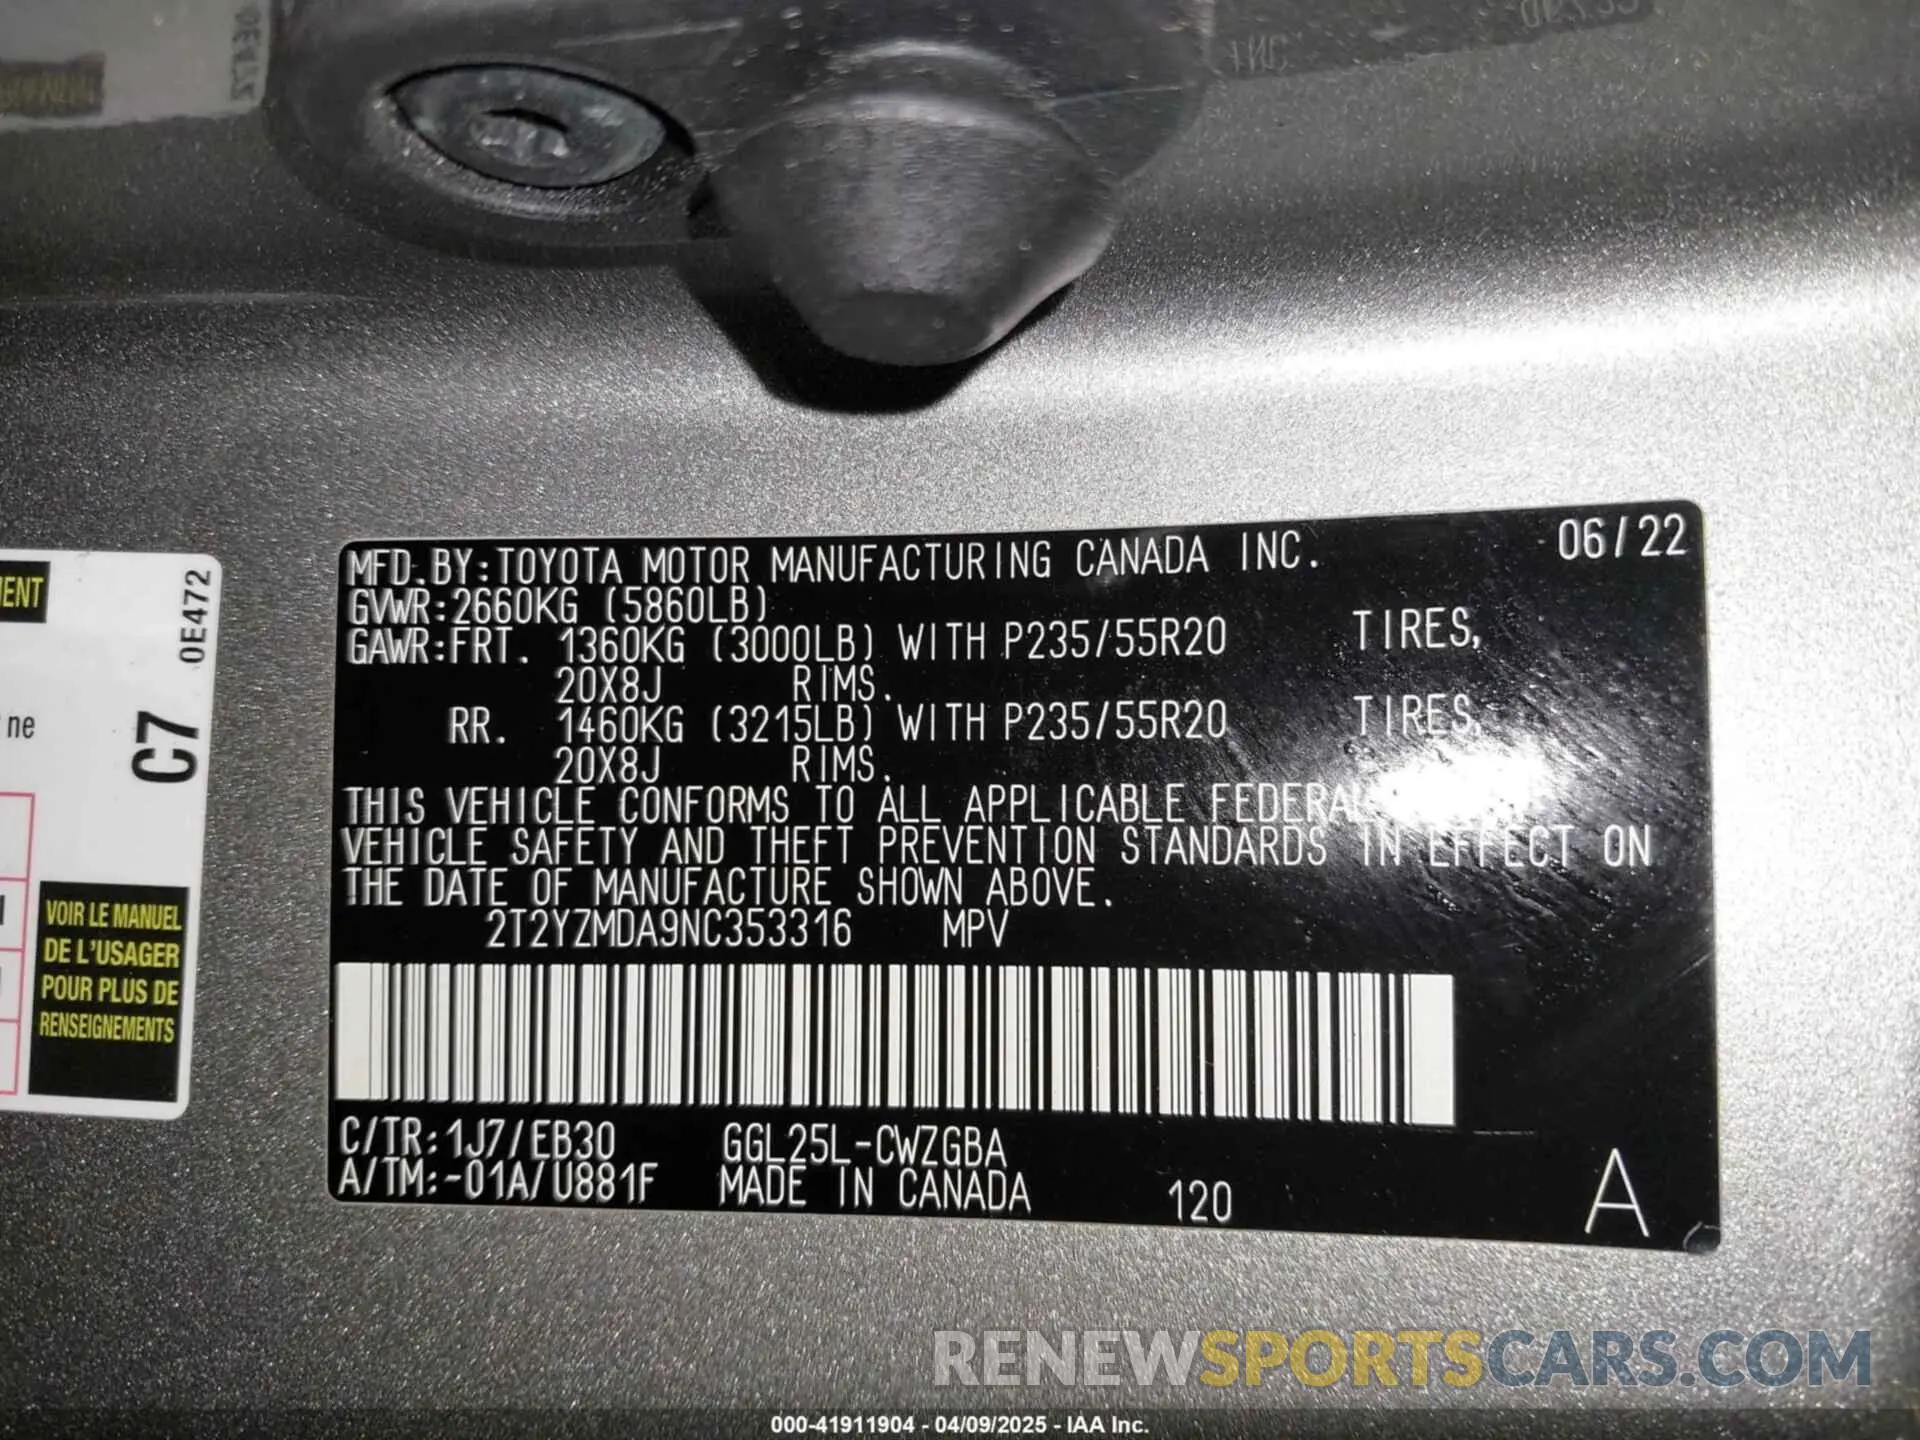 MFD.BY:TOYOTA MOTOR MANUFACTURING CANADA INC. 06/22
GVWR:2660KG (5860LB)
GAWR:FRT. 1360KG (3000LB) WITH P235/55R20 TIRES,
20X8J RIMS.
RR. 1460KG (3215LB) WITH P235/55R20 TIRES,
20X8J RIMS.
THIS VEHICLE CONFORMS TO ALL APPLICABLE FEDERAL
VEHICLE SAFETY AND THEFT PREVENTION STANDARDS IN EFFECT ON
THE DATE OF MANUFACTURE SHOWN ABOVE.
2T2YZMDA9NC353316 MPV
C/TR:1J7/EB30 GGL25L-CWZGBA
A/TM:-01A/U881F MADE IN CANADA 120 A
0E472
C7
ne
VOIR LE MANUEL
DE L'USAGER
POUR PLUS DE
RENSEIGNEMENTS
INC
RENEWSPORTSCARS.COM
000-41911904 - 04/09/2025 - IAA Inc.